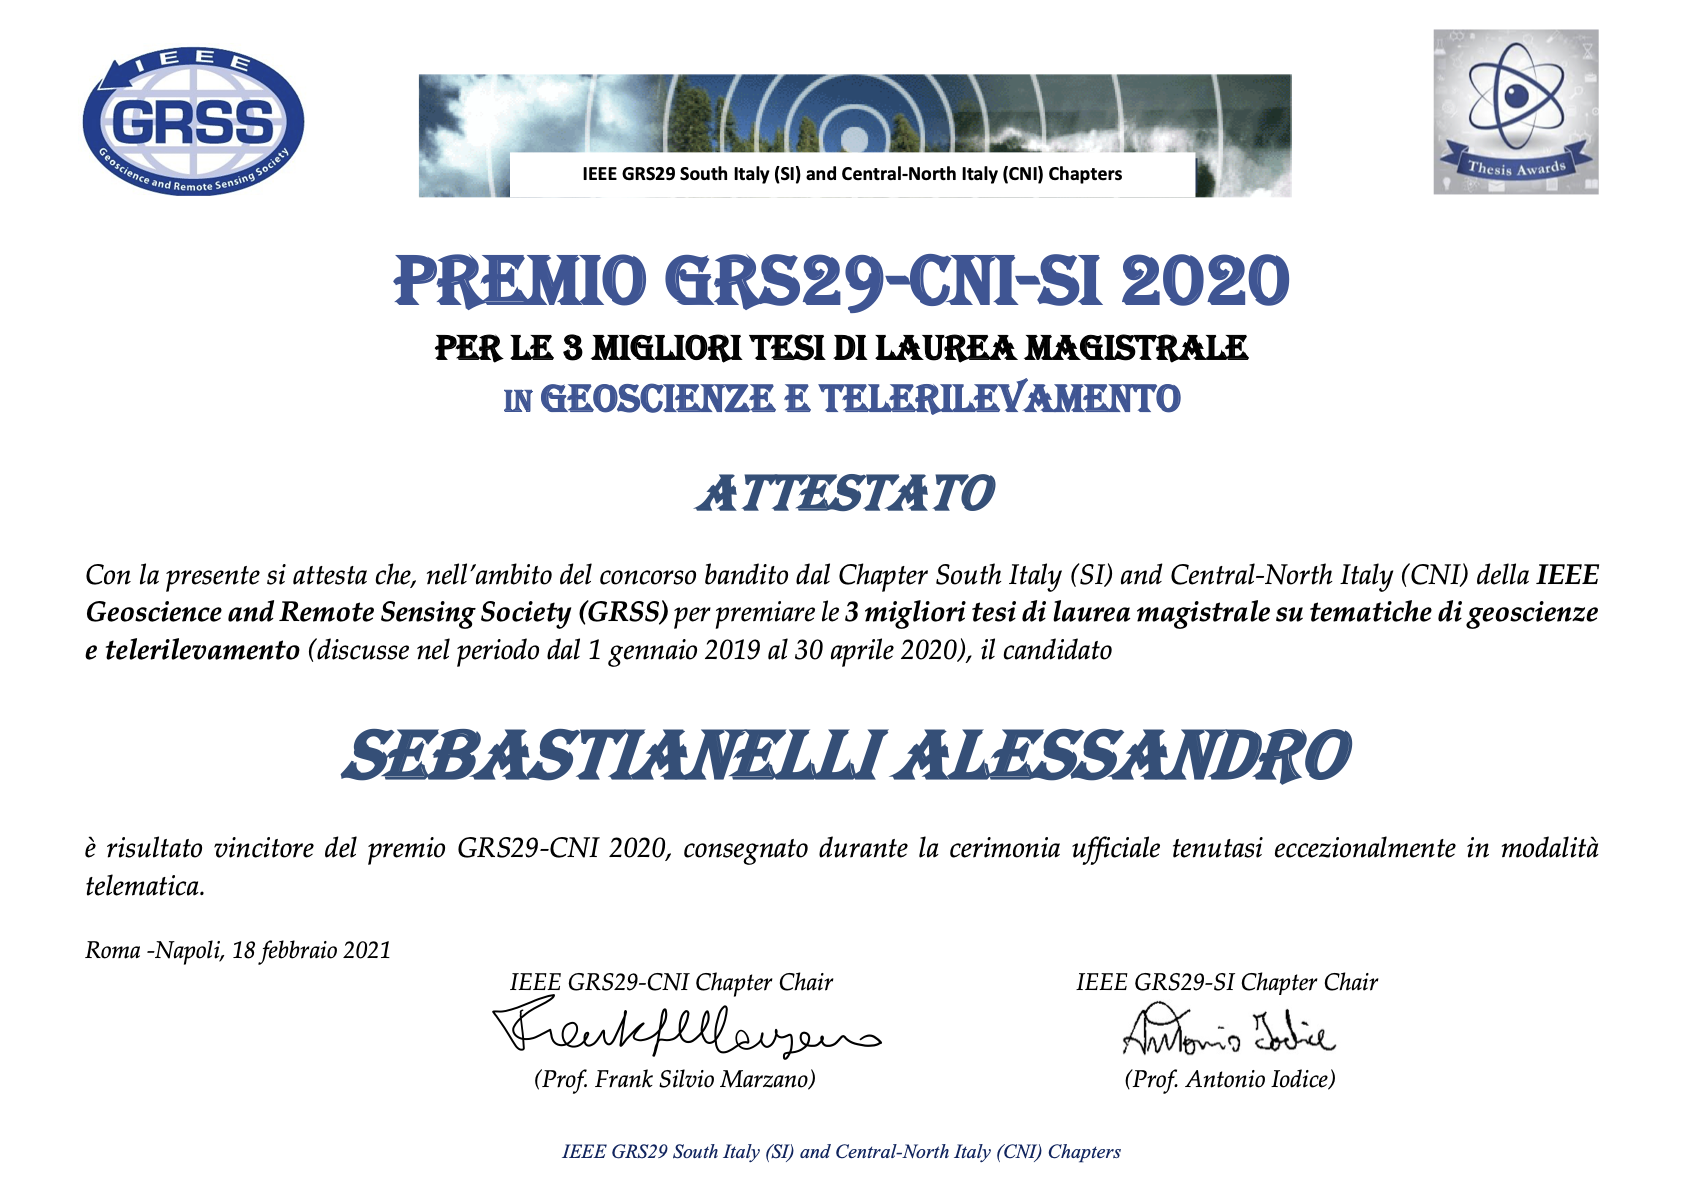 IEEE
GRSS
Geoscience and Remote Sensing Society
IEEE GRS29 South Italy (SI) and Central-North Italy (CNI) Chapters
Thesis Awards
PREMIO GRS29-CNI-SI 2020
PER LE 3 MIGLIORI TESI DI LAUREA MAGISTRALE
IN GEOSCIENZE E TELERILEVAMENTO
ATTESTATO
Con la presente si attesta che, nell'ambito del concorso bandito dal Chapter South Italy (SI) and Central-North Italy (CNI) della IEEE
Geoscience and Remote Sensing Society (GRSS) per premiare le 3 migliori tesi di laurea magistrale su tematiche di geoscienze
e telerilevamento (discusse nel periodo dal 1 gennaio 2019 al 30 aprile 2020), il candidato
SEBASTIANELLI ALESSANDRO
è risultato vincitore del premio GRS29-CNI 2020, consegnato durante la cerimonia ufficiale tenutasi eccezionalmente in modalità
telematica.
Roma -Napoli, 18 febbraio 2021
IEEE GRS29-CNI Chapter Chair
IEEE GRS29-SI Chapter Chair
Antonio Iodice
(Prof. Frank Silvio Marzano)
(Prof. Antonio Iodice)
IEEE GRS29 South Italy (SI) and Central-North Italy (CNI) Chapters